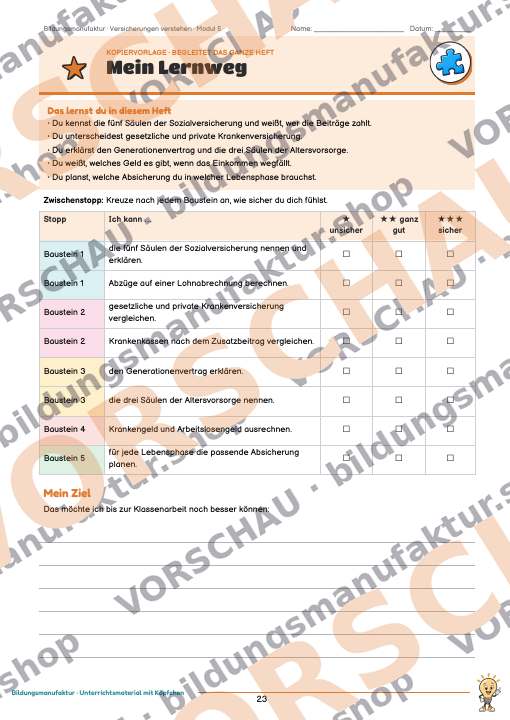 Bildungsmanufaktur · Versicherungen verstehen · Modul 5 Name: Datum:
KOPIERVORLAGE · BEGLEITET DAS GANZE HEFT
Mein Lernweg
Das lernst du in diesem Heft
· Du kennst die fünf Säulen der Sozialversicherung und weißt, wer die Beiträge zahlt.
· Du unterscheidest gesetzliche und private Krankenversicherung.
· Du erklärst den Generationenvertrag und die drei Säulen der Altersvorsorge.
· Du weißt, welches Geld es gibt, wenn das Einkommen wegfällt.
· Du planst, welche Absicherung du in welcher Lebensphase brauchst.
Zwischenstopp: Kreuze nach jedem Baustein an, wie sicher du dich fühlst.
Stopp Ich kann … ★ unsicher ★★ ganz gut ★★★ sicher
Baustein 1 die fünf Säulen der Sozialversicherung nennen und
erklären. ☐ ☐ ☐
Baustein 1 Abzüge auf einer Lohnabrechnung berechnen. ☐ ☐ ☐
Baustein 2 gesetzliche und private Krankenversicherung
vergleichen. ☐ ☐ ☐
Baustein 2 Krankenkassen nach dem Zusatzbeitrag vergleichen. ☐ ☐ ☐
Baustein 3 den Generationenvertrag erklären. ☐ ☐ ☐
Baustein 3 die drei Säulen der Altersvorsorge nennen. ☐ ☐ ☐
Baustein 4 Krankengeld und Arbeitslosengeld ausrechnen. ☐ ☐ ☐
Baustein 5 für jede Lebensphase die passende Absicherung
planen. ☐ ☐ ☐
Mein Ziel
Das möchte ich bis zur Klassenarbeit noch besser können:
Bildungsmanufaktur · Unterrichtsmaterial mit Köpfchen
23
VORSCHAU · bildungsmanufaktur.shop
VORSCHAU